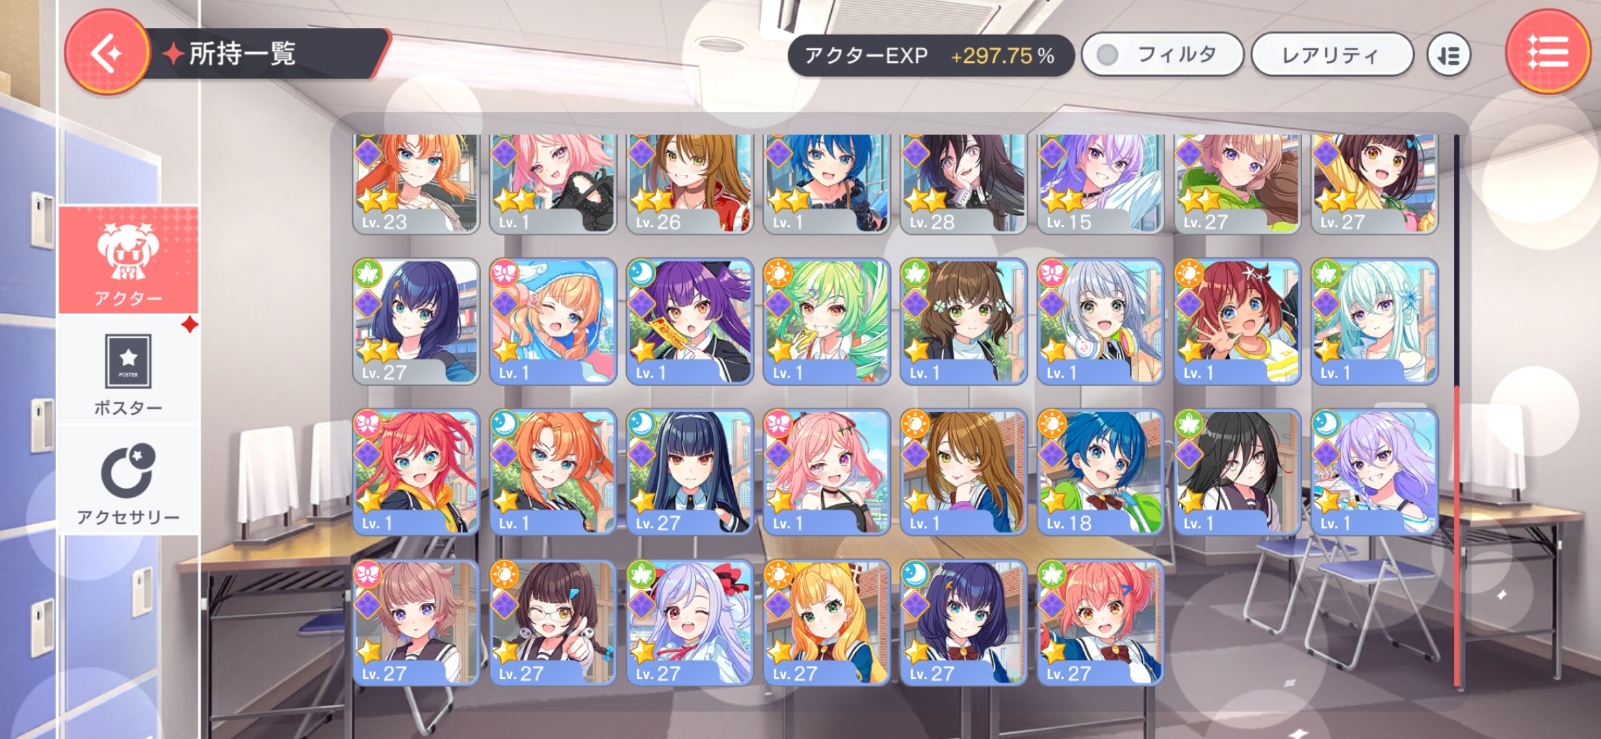 所持一覧
アクターEXP +297.75%
フィルタ
レアリティ
アクター
POSTER
ポスター
アクセサリー
Lv.23 Lv.1 Lv.26 Lv.1 Lv.28 Lv.15 Lv.27 Lv.27
Lv.27 Lv.1 Lv.1 Lv.1 Lv.1 Lv.1 Lv.1 Lv.1
Lv.1 Lv.1 Lv.27 Lv.1 Lv.1 Lv.18 Lv.1 Lv.1
Lv.27 Lv.27 Lv.27 Lv.27 Lv.27 Lv.27